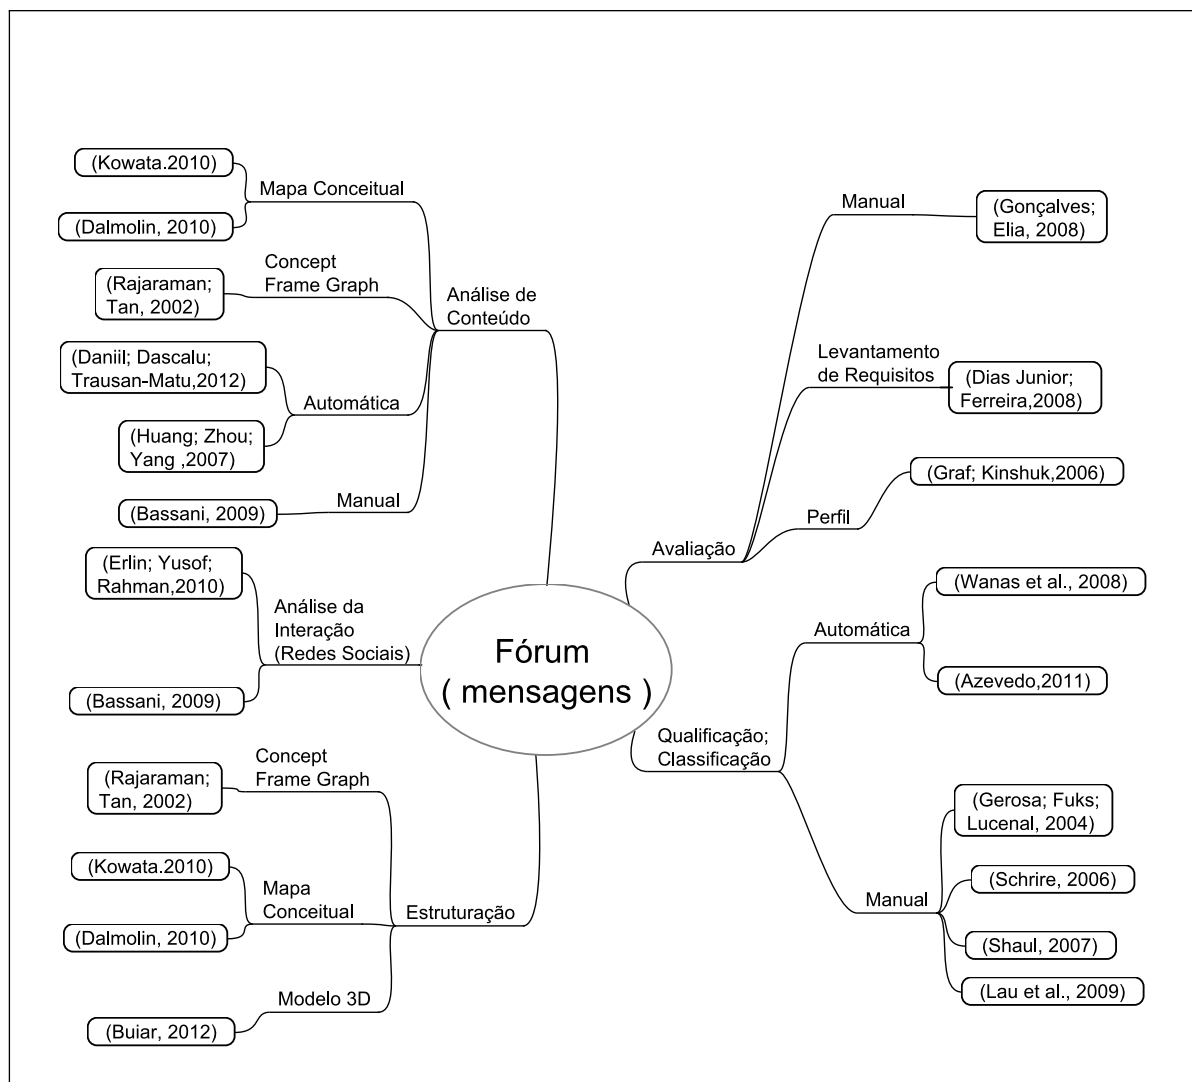 Fórum
( mensagens )
Análise de
Conteúdo
Mapa Conceitual
(Kowata.2010)
(Dalmolin, 2010)
Concept
Frame Graph
(Rajaraman;
Tan, 2002)
Automática
(Daniil; Dascalu;
Trausan-Matu,2012)
(Huang; Zhou;
Yang ,2007)
Manual
(Bassani, 2009)
Análise da
Interação
(Redes Sociais)
(Erlin; Yusof;
Rahman,2010)
(Bassani, 2009)
Estruturação
Concept
Frame Graph
(Rajaraman;
Tan, 2002)
Mapa
Conceitual
(Kowata.2010)
(Dalmolin, 2010)
Modelo 3D
(Buiar, 2012)
Avaliação
Manual
(Gonçalves;
Elia, 2008)
Levantamento
de Requisitos
(Dias Junior;
Ferreira,2008)
Perfil
(Graf; Kinshuk,2006)
Qualificação;
Classificação
Automática
(Wanas et al., 2008)
(Azevedo,2011)
Manual
(Gerosa; Fuks;
Lucenal, 2004)
(Schrire, 2006)
(Shaul, 2007)
(Lau et al., 2009)